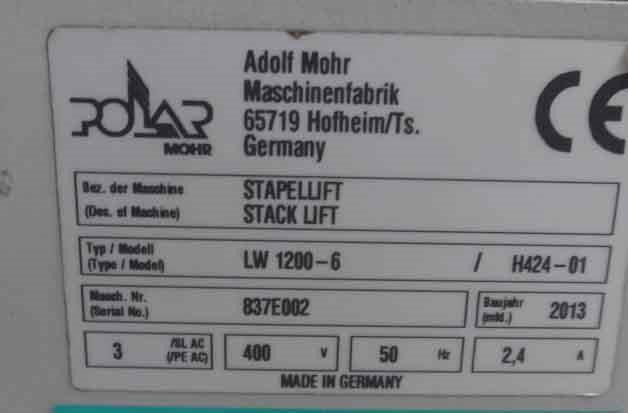 POLAR
MOHR
Adolf Mohr
Maschinenfabrik
65719 Hofheim/Ts.
Germany
CE
Bez. der Maschine
(Des. of Machine)
STAPELLIFT
STACK LIFT
Typ / Modell
(Type / Model)
LW 1200-6 / H424-01
Masch. Nr.
(Serial No.)
837E002
Baujahr
(mfd.)
2013
3 /SL AC
(/PE AC)
400 V
50 Hz
2,4 A
MADE IN GERMANY